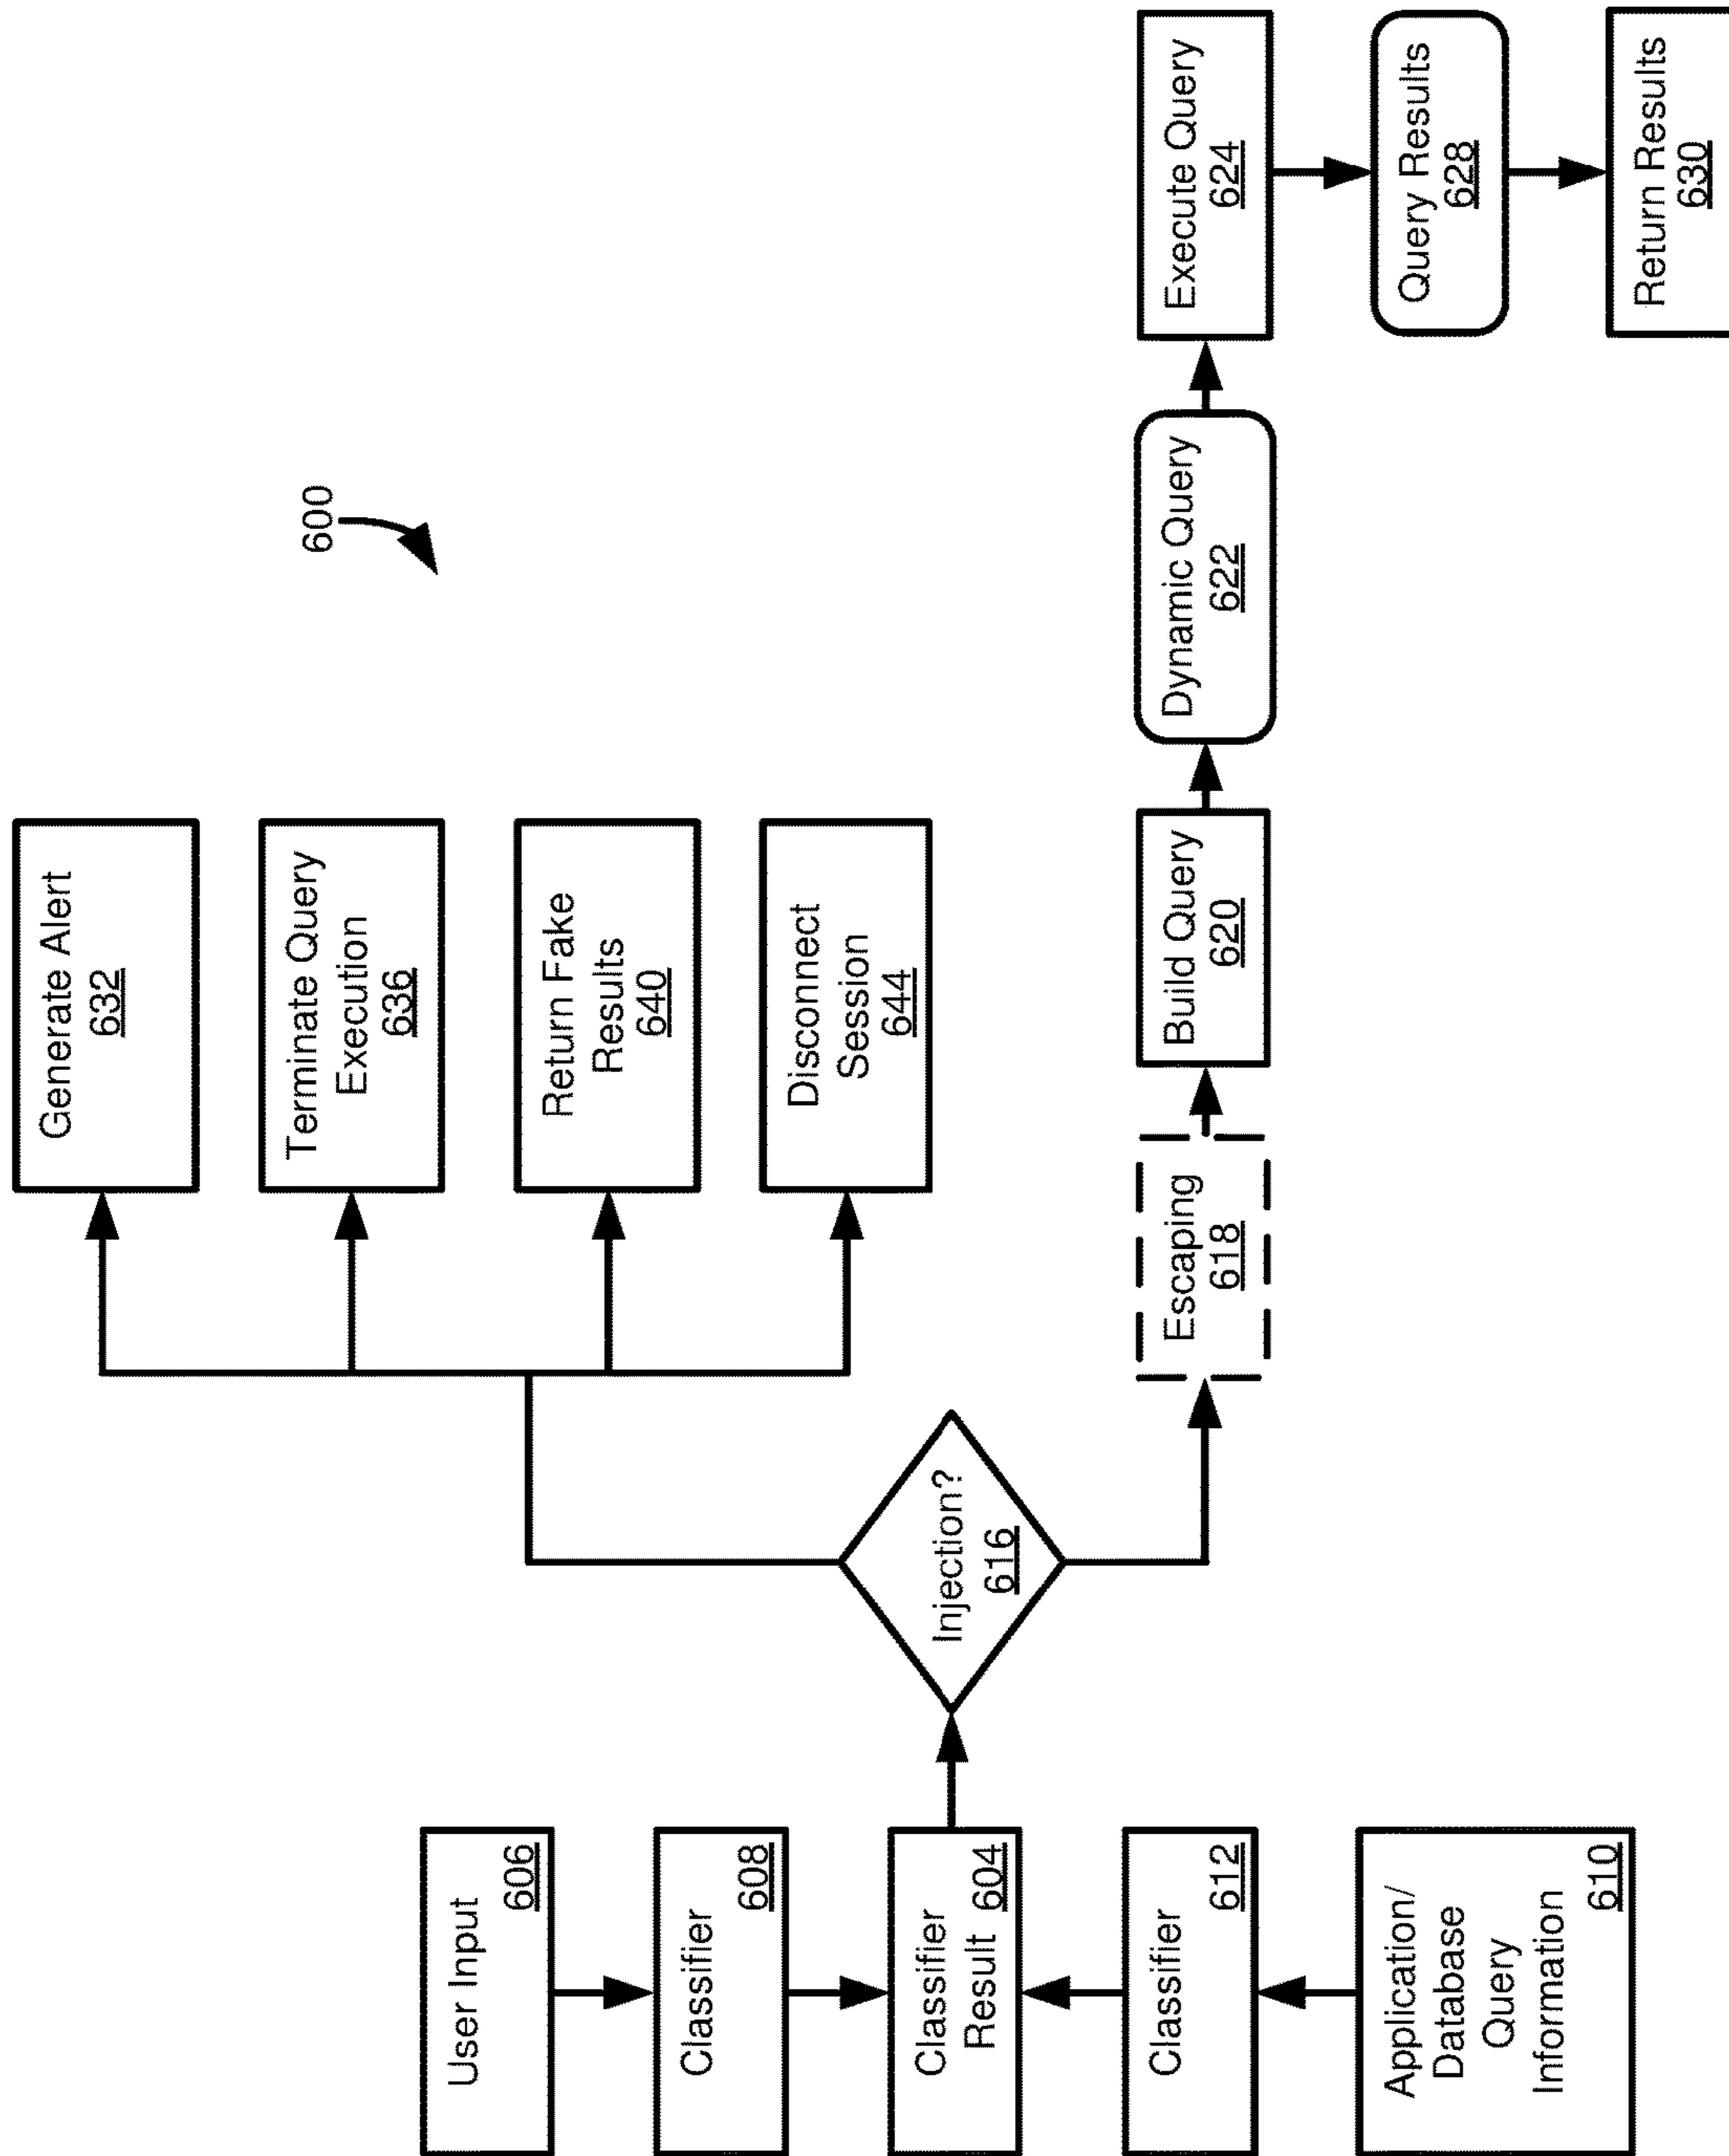 600
User Input
606
Classifier
608
Classifier
Result 604
Classifier
612
Application/
Database
Query
Information
610
Injection?
616
Generate Alert
632
Terminate Query
Execution
636
Return Fake
Results
640
Disconnect
Session
644
Escaping
618
Build Query
620
Dynamic Query
622
Execute Query
624
Query Results
628
Return Results
630